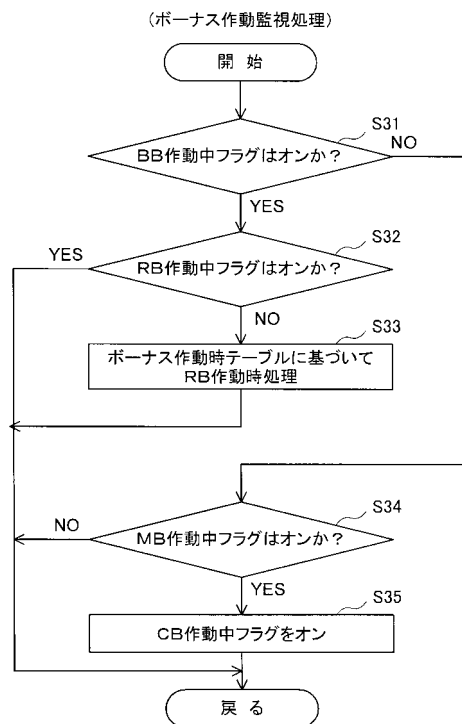 (ボーナス作動監視処理)
開 始
S31
BB作動中フラグはオンか?
NO
YES
S32
YES
RB作動中フラグはオンか?
NO
S33
ボーナス作動時テーブルに基づいて
RB作動時処理
S34
NO
MB作動中フラグはオンか?
YES
S35
CB作動中フラグをオン
戻 る